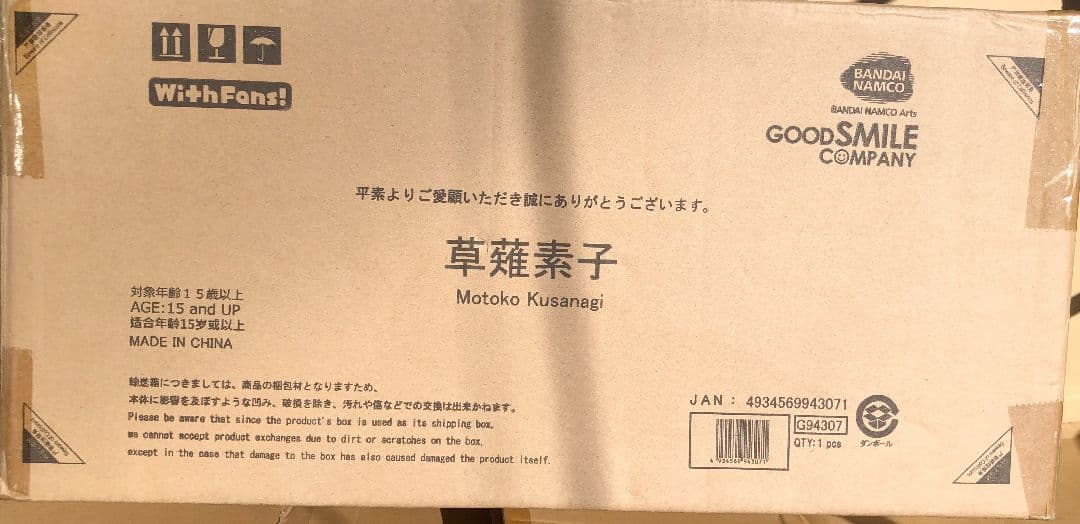 WithFans!
BANDAI
NAMCO
BANDAI NAMCO Arts
GOOD SMILE
COMPANY
平素よりご愛顧いただき誠にありがとうございます。
草薙素子
Motoko Kusanagi
対象年齢15歳以上
AGE:15 and UP
适合年龄15岁或以上
MADE IN CHINA
輸送箱につきましては、商品の梱包材となりますため、
本体に影響を及ぼすような凹み、破損を除き、汚れや傷などでの交換は出来かねます。
Please be aware that since the product's box is used as its shipping box,
we cannot accept product exchanges due to dirt or scratches on the box,
except in the case that damage to the box has also caused damaged the product itself.
JAN: 4934569943071
G94307
QTY:1 pcs
4 934569 943071
ダンボール